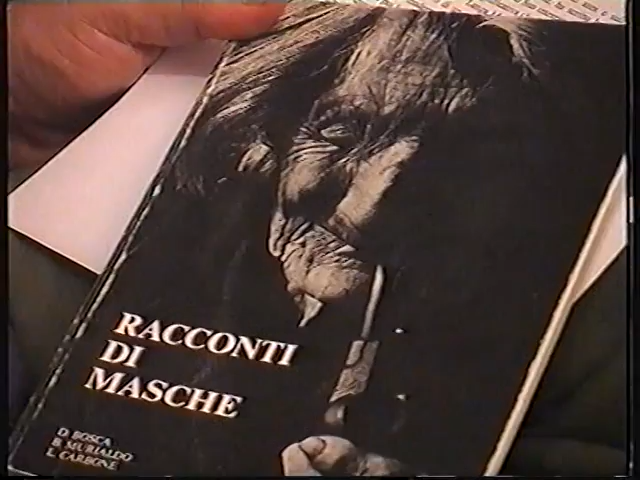 RACCONTI
DI
MASCHE
D. BOSCA
B. MURIALDO
L. CARBONE